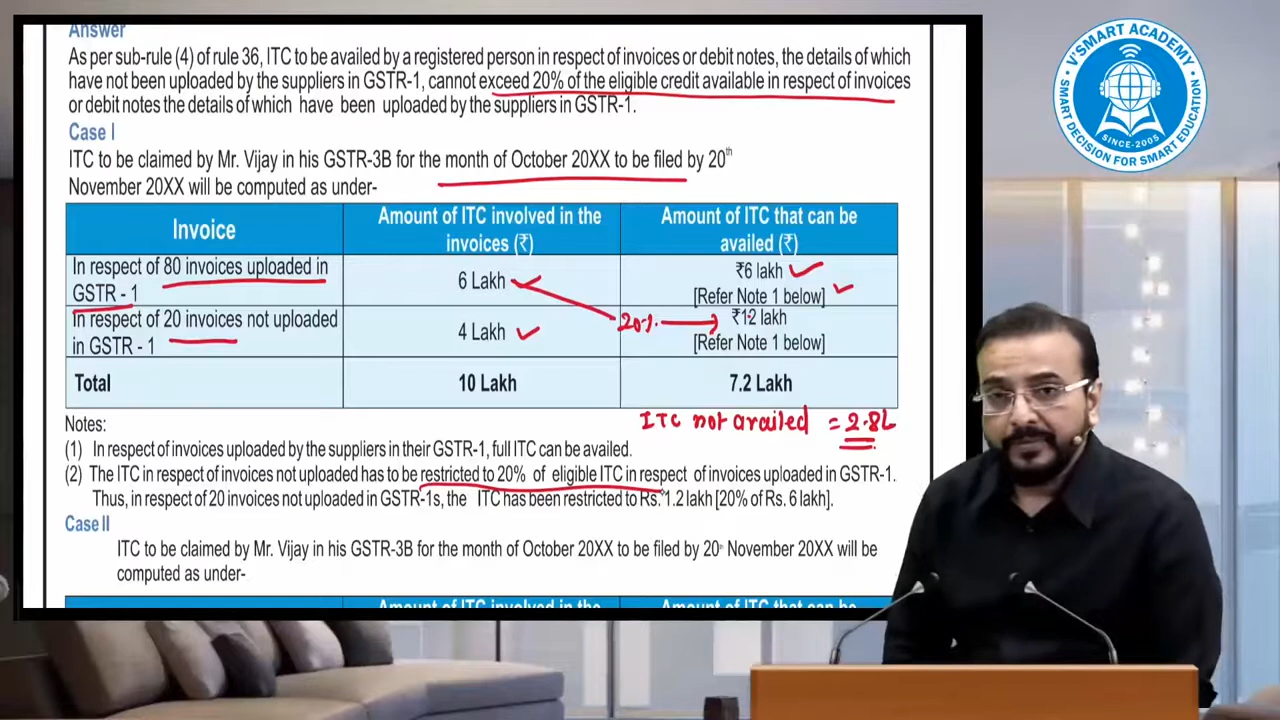 Answer
As per sub-rule (4) of rule 36, ITC to be availed by a registered person in respect of invoices or debit notes, the details of which
have not been uploaded by the suppliers in GSTR-1, cannot exceed 20% of the eligible credit available in respect of invoices
or debit notes the details of which have been uploaded by the suppliers in GSTR-1.
Case I
ITC to be claimed by Mr. Vijay in his GSTR-3B for the month of October 20XX to be filed by 20th
November 20XX will be computed as under-
Invoice
Amount of ITC involved in the
invoices (₹)
Amount of ITC that can be
availed (₹)
In respect of 80 invoices uploaded in
GSTR - 1
6 Lakh
₹6 lakh
[Refer Note 1 below]
In respect of 20 invoices not uploaded
in GSTR - 1
4 Lakh
20%
₹1·2 lakh
[Refer Note 1 below]
Total
10 Lakh
7.2 Lakh
ITC not availed = 2.8L
Notes:
(1) In respect of invoices uploaded by the suppliers in their GSTR-1, full ITC can be availed.
(2) The ITC in respect of invoices not uploaded has to be restricted to 20% of eligible ITC in respect of invoices uploaded in GSTR-1.
Thus, in respect of 20 invoices not uploaded in GSTR-1s, the ITC has been restricted to Rs. 1.2 lakh [20% of Rs. 6 lakh].
Case II
ITC to be claimed by Mr. Vijay in his GSTR-3B for the month of October 20XX to be filed by 20th November 20XX will be
computed as under-
Amount of ITC involved in the
Amount of ITC that can be
V'SMART ACADEMY
SINCE-2005
SMART DECISION FOR SMART EDUCATION